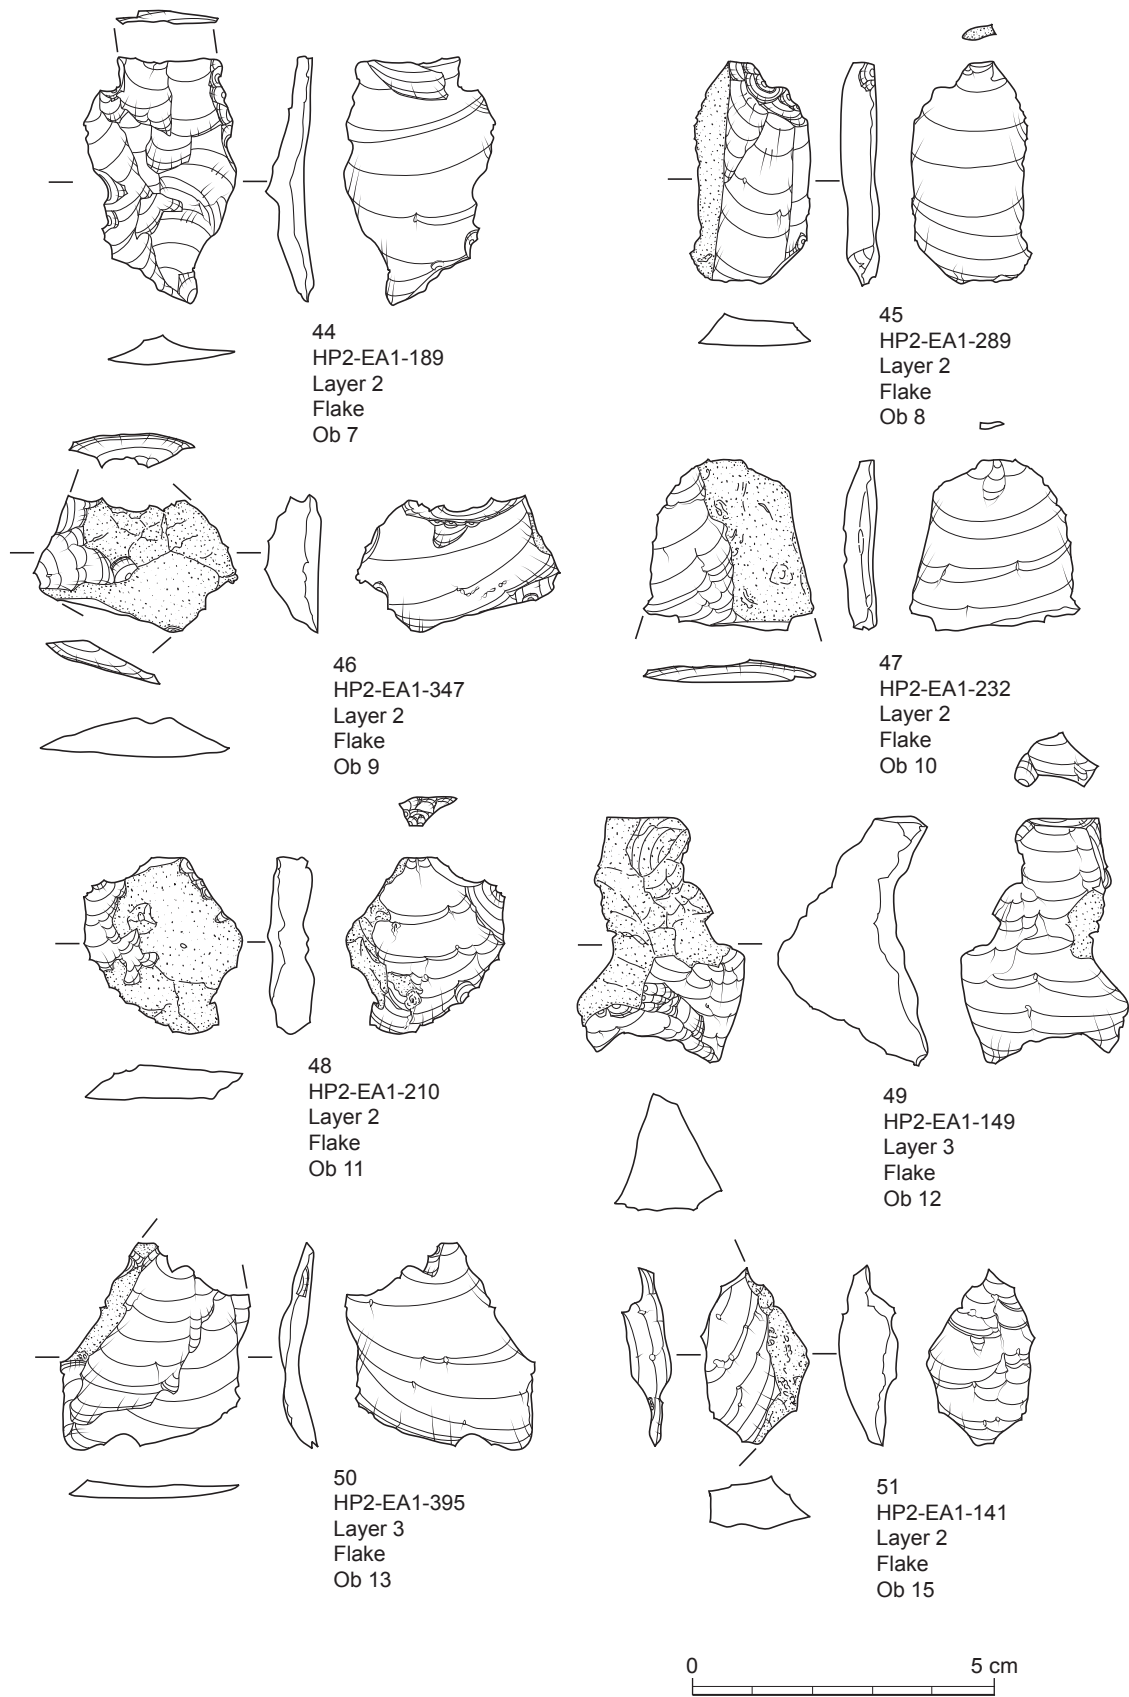 44
HP2-EA1-189
Layer 2
Flake
Ob 7
45
HP2-EA1-289
Layer 2
Flake
Ob 8
46
HP2-EA1-347
Layer 2
Flake
Ob 9
47
HP2-EA1-232
Layer 2
Flake
Ob 10
48
HP2-EA1-210
Layer 2
Flake
Ob 11
49
HP2-EA1-149
Layer 3
Flake
Ob 12
50
HP2-EA1-395
Layer 3
Flake
Ob 13
51
HP2-EA1-141
Layer 2
Flake
Ob 15
0 5 cm